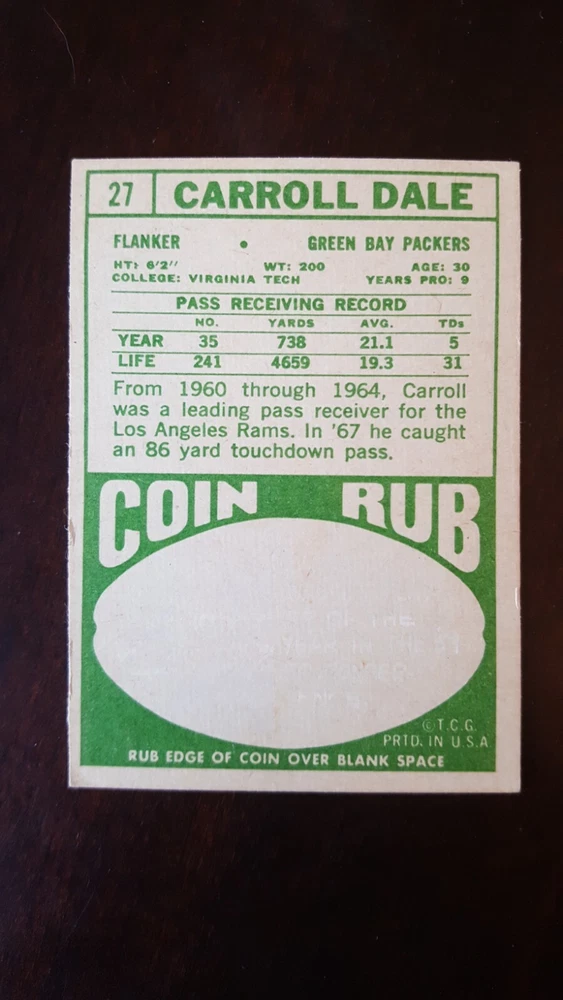 27 CARROLL DALE
FLANKER • GREEN BAY PACKERS
HT: 6'2" WT: 200 AGE: 30
COLLEGE: VIRGINIA TECH YEARS PRO: 9
PASS RECEIVING RECORD
NO. YARDS AVG. TDs
YEAR 35 738 21.1 5
LIFE 241 4659 19.3 31
From 1960 through 1964, Carroll
was a leading pass receiver for the
Los Angeles Rams. In '67 he caught
an 86 yard touchdown pass.
COIN RUB
OF THE
©T.C.G.
PRTD. IN U.S.A
RUB EDGE OF COIN OVER BLANK SPACE